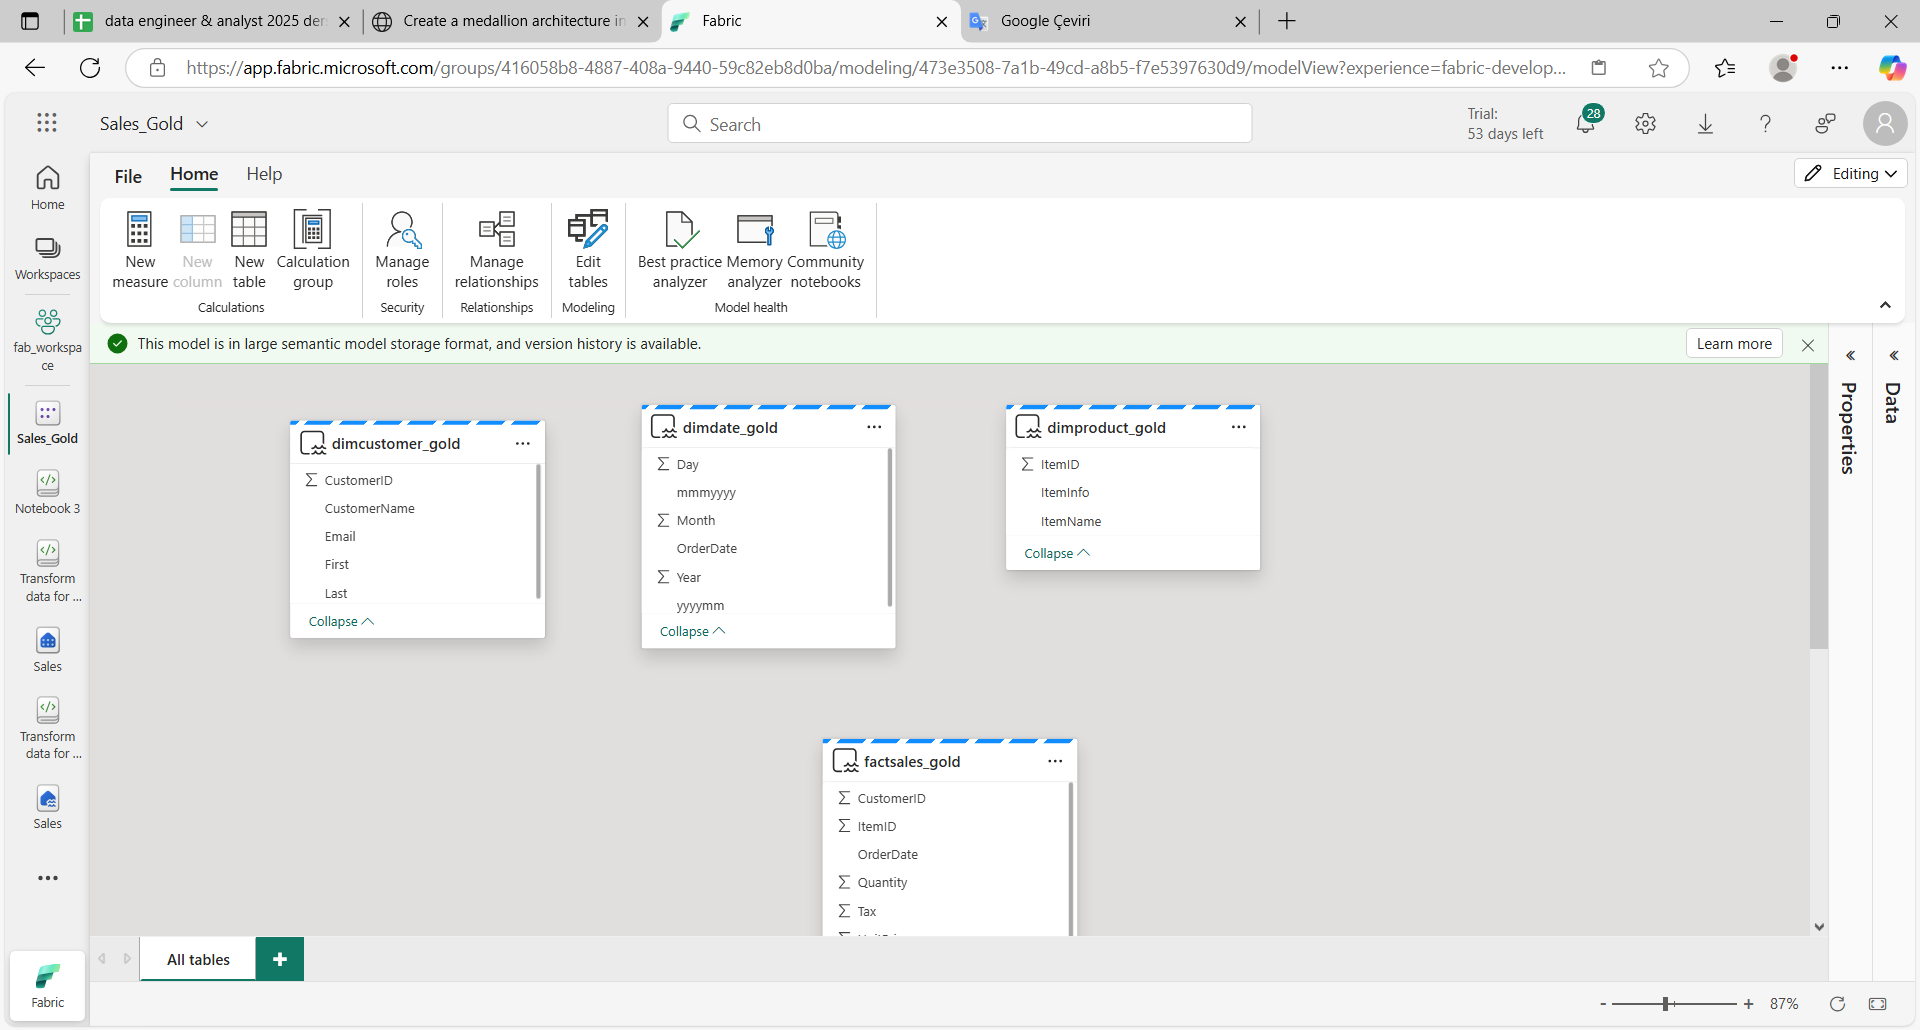 data engineer & analyst 2025 der
Create a medallion architecture in
Fabric
Google Çeviri
https://app.fabric.microsoft.com/groups/416058b8-4887-408a-9440-59c82eb8d0ba/modeling/473e3508-7a1b-49cd-a8b5-f7e5397630d9/modelView?experience=fabric-develop...
Sales_Gold
Search
Trial:
53 days left
28
File
Home
Help
Editing
New measure
New column
New table
Calculation group
Calculations
Manage roles
Security
Manage relationships
Relationships
Edit tables
Modeling
Best practice analyzer
Memory analyzer
Community notebooks
Model health
This model is in large semantic model storage format, and version history is available.
Learn more
Home
Workspaces
fab_workspa
ce
Sales_Gold
Notebook 3
Transform
data for ...
Sales
Transform
data for ...
Sales
Fabric
dimcustomer_gold
CustomerID
CustomerName
Email
First
Last
Collapse
dimdate_gold
Day
mmmyyyy
Month
OrderDate
Year
yyyymm
Collapse
dimproduct_gold
ItemID
ItemInfo
ItemName
Collapse
factsales_gold
CustomerID
ItemID
OrderDate
Quantity
Tax
Properties
Data
All tables
87%